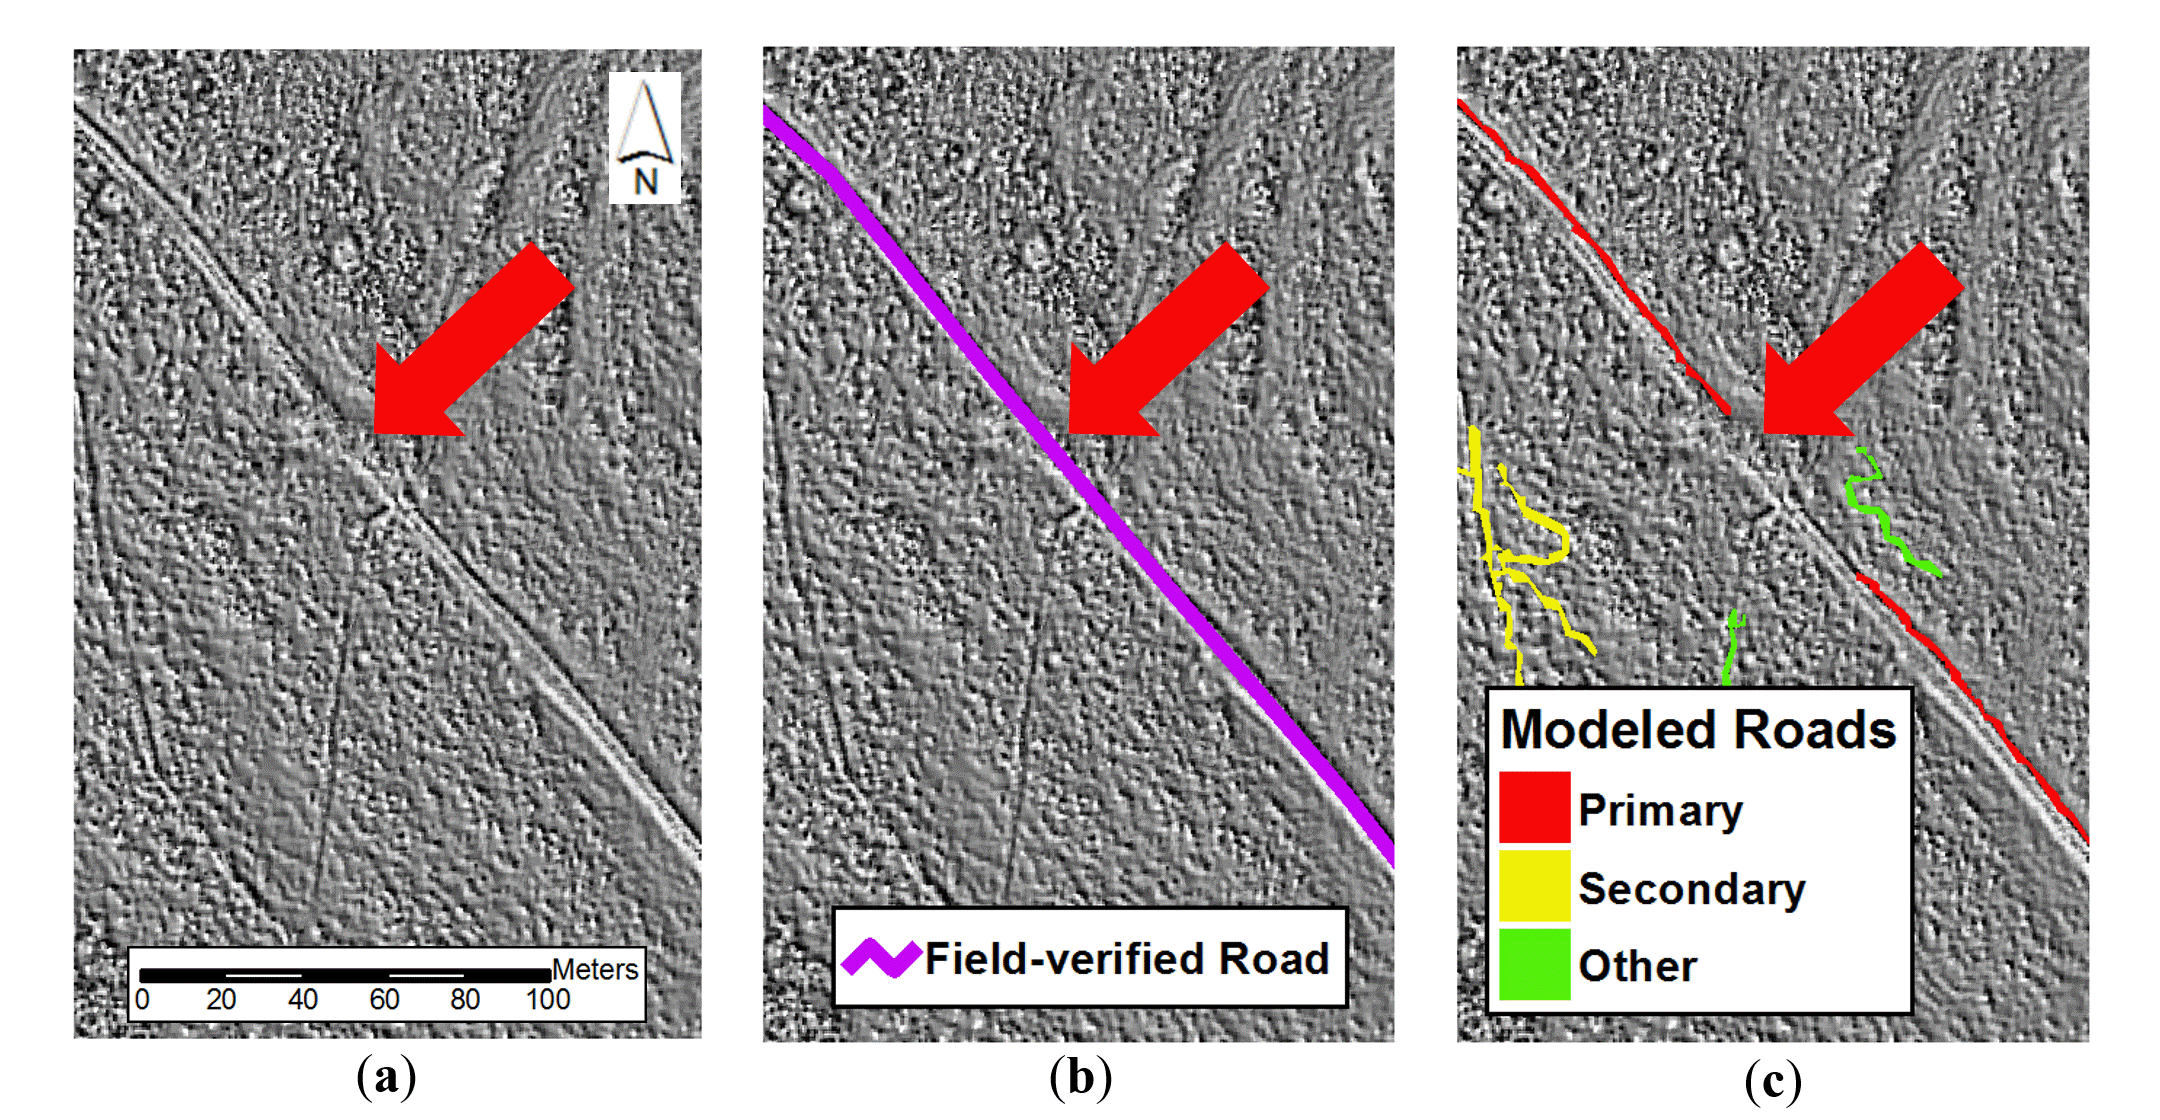 N
Meters
0 20 40 60 80 100
(a)
Field-verified Road
(b)
Modeled Roads
Primary
Secondary
Other
(c)